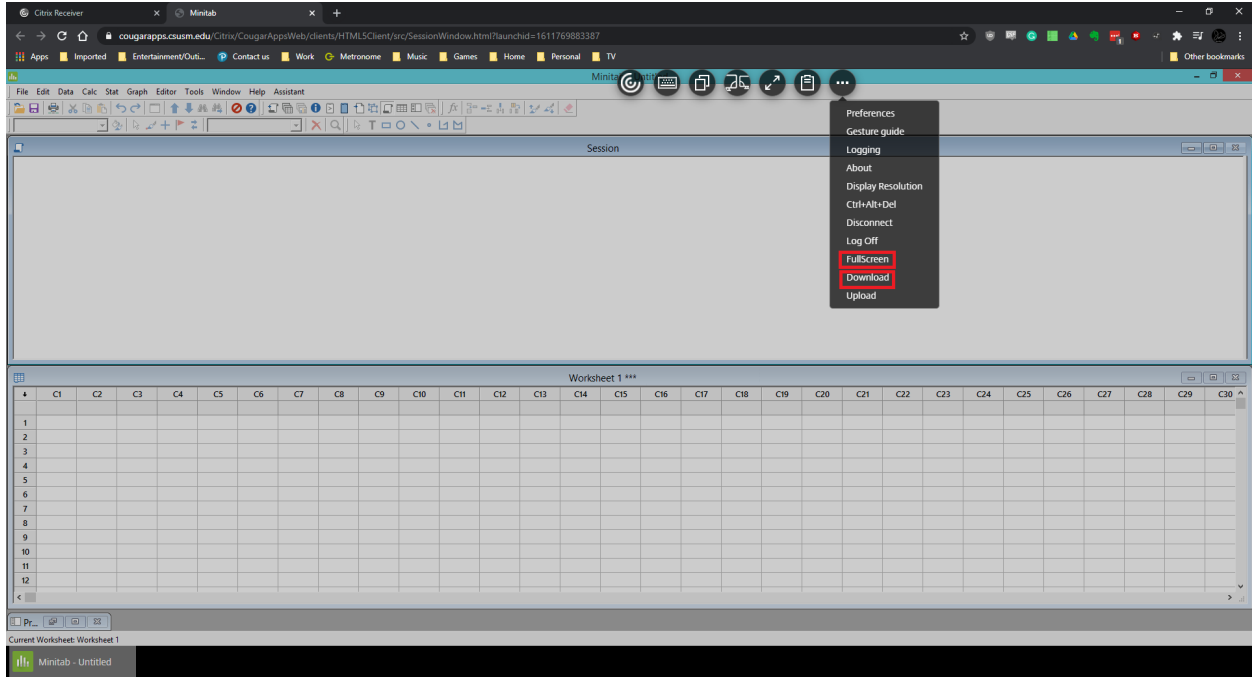 Citrix Receiver
Minitab
cougarapps.csusm.edu/Citrix/CougarAppsWeb/clients/HTML5Client/src/SessionWindow.html?launchid=1611769883387
Apps Imported Entertainment/Outi... Contact us Work Metronome Music Games Home Personal TV Other bookmarks
File Edit Data Calc Stat Graph Editor Tools Window Help Assistant
Preferences
Gesture guide
Session
Logging
About
Display Resolution
Ctrl+Alt+Del
Disconnect
Log Off
FullScreen
Download
Upload
Worksheet 1 ***
C1 C2 C3 C4 C5 C6 C7 C8 C9 C10 C11 C12 C13 C14 C15 C16 C17 C18 C19 C20 C21 C22 C23 C24 C25 C26 C27 C28 C29 C30
1
2
3
4
5
6
7
8
9
10
11
12
Pr...
Current Worksheet: Worksheet 1
Minitab - Untitled